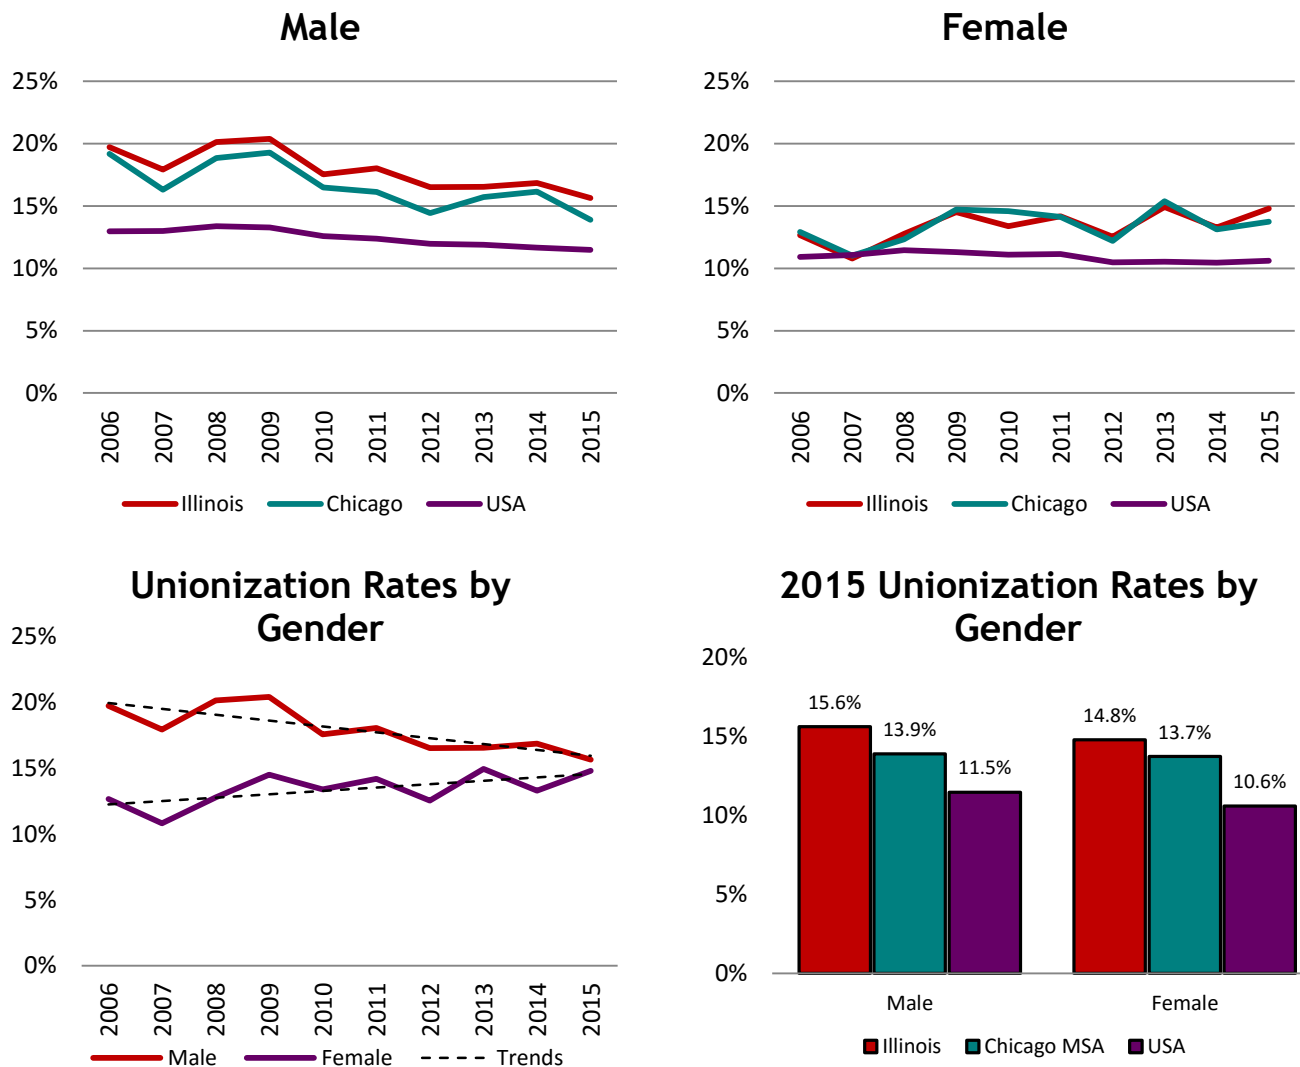 Male
25%
20%
15%
10%
5%
0%
2006
2007
2008
2009
2010
2011
2012
2013
2014
2015
Illinois
Chicago
USA
Female
25%
20%
15%
10%
5%
0%
2006
2007
2008
2009
2010
2011
2012
2013
2014
2015
Illinois
Chicago
USA
Unionization Rates by
Gender
25%
20%
15%
10%
5%
0%
2006
2007
2008
2009
2010
2011
2012
2013
2014
2015
Male
Female
Trends
2015 Unionization Rates by
Gender
20%
15%
10%
5%
0%
15.6%
13.9%
11.5%
14.8%
13.7%
10.6%
Male
Female
Illinois
Chicago MSA
USA